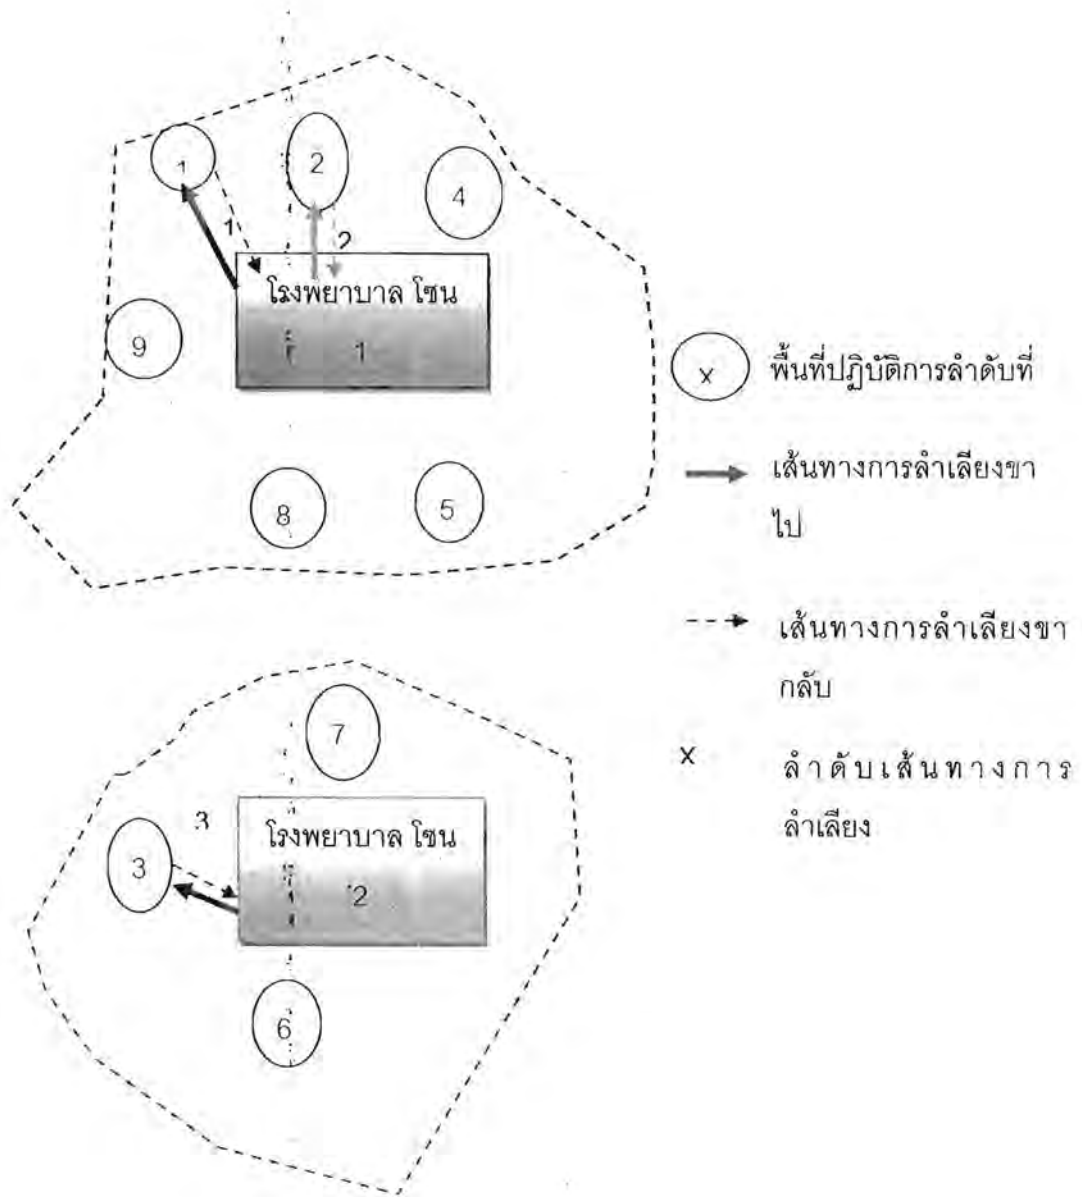 1
2
4
1
2
โรงพยาบาล โซน
1
9
8
5
x พื้นที่ปฏิบัติการลำดับที่
เส้นทางการลำเลียงขา
ไป
เส้นทางการลำเลียงขา
กลับ
x ลำดับเส้นทางการ
ลำเลียง
7
3
โรงพยาบาล โซน
2
3
6